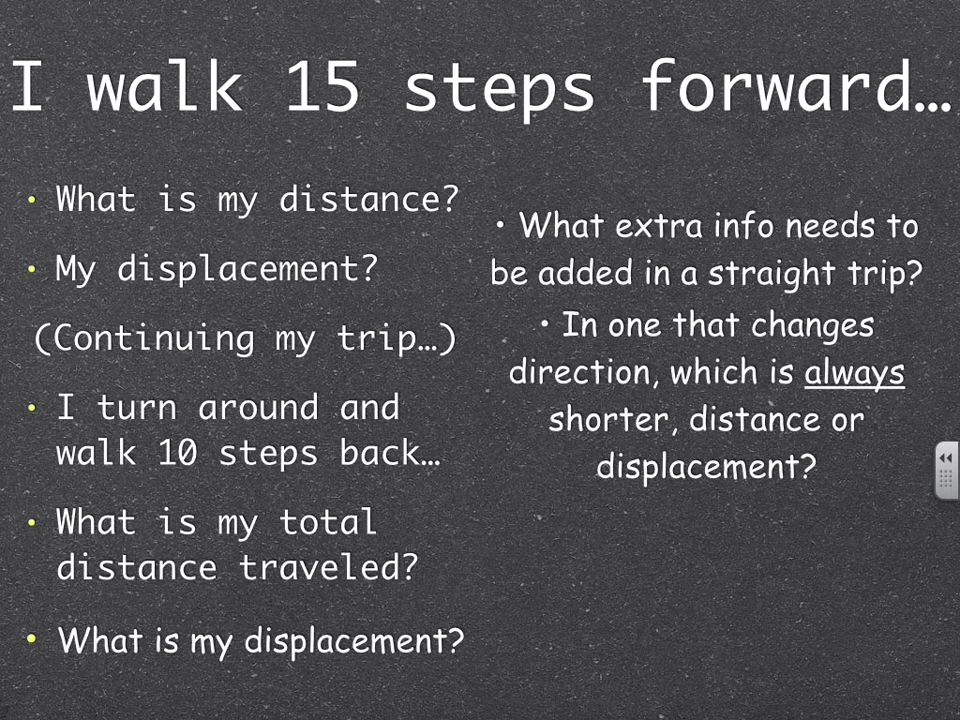 I walk 15 steps forward…
• What is my distance?
• My displacement?
(Continuing my trip…)
• I turn around and
walk 10 steps back…
• What is my total
distance traveled?
• What is my displacement?
• What extra info needs to
be added in a straight trip?
• In one that changes
direction, which is always
shorter, distance or
displacement?